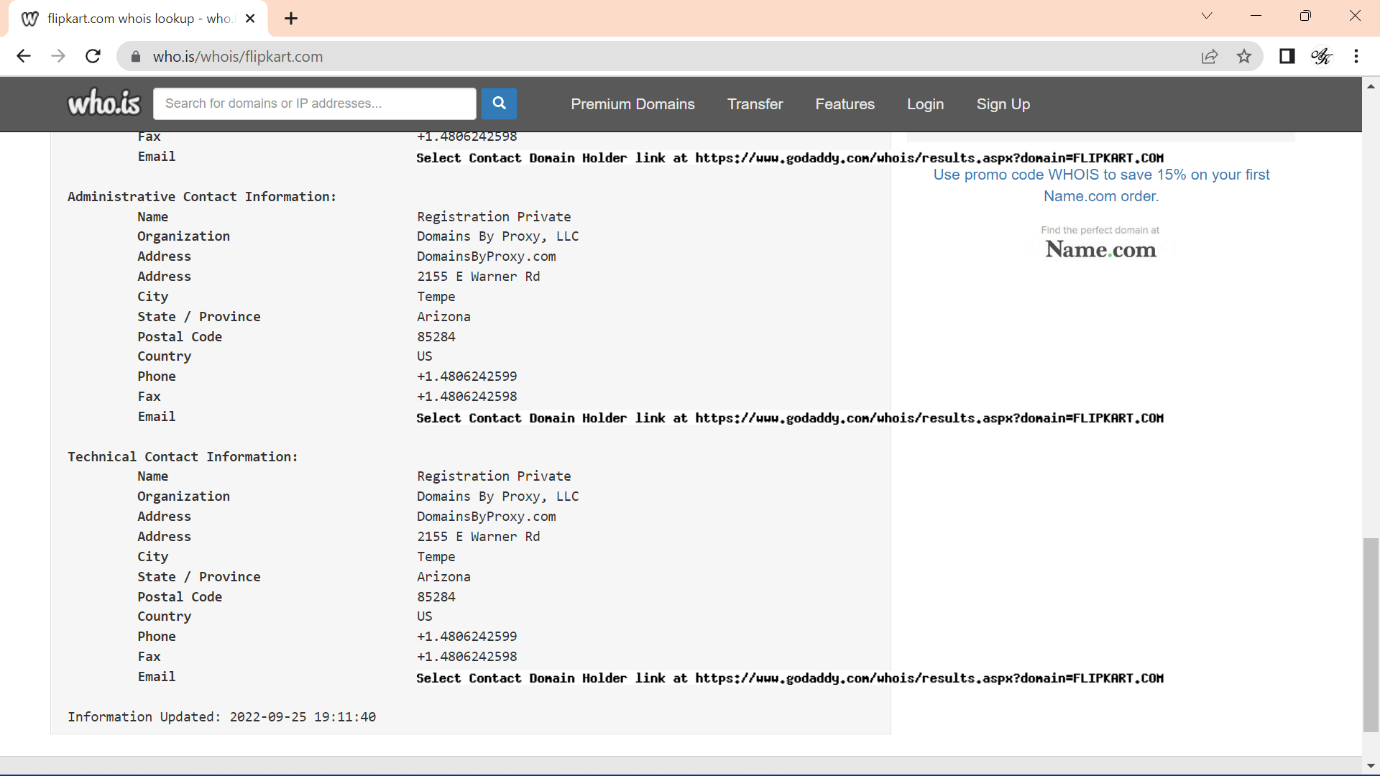 flipkart.com whois lookup - who.
who.is/whois/flipkart.com
who.is
Search for domains or IP addresses...
Premium Domains
Transfer
Features
Login
Sign Up
Fax +1.4806242598
Email Select Contact Domain Holder link at https://www.godaddy.com/whois/results.aspx?domain=FLIPKART.COM
Use promo code WHOIS to save 15% on your first
Name.com order.
Find the perfect domain at
Name.com
Administrative Contact Information:
Name Registration Private
Organization Domains By Proxy, LLC
Address DomainsByProxy.com
Address 2155 E Warner Rd
City Tempe
State / Province Arizona
Postal Code 85284
Country US
Phone +1.4806242599
Fax +1.4806242598
Email Select Contact Domain Holder link at https://www.godaddy.com/whois/results.aspx?domain=FLIPKART.COM
Technical Contact Information:
Name Registration Private
Organization Domains By Proxy, LLC
Address DomainsByProxy.com
Address 2155 E Warner Rd
City Tempe
State / Province Arizona
Postal Code 85284
Country US
Phone +1.4806242599
Fax +1.4806242598
Email Select Contact Domain Holder link at https://www.godaddy.com/whois/results.aspx?domain=FLIPKART.COM
Information Updated: 2022-09-25 19:11:40